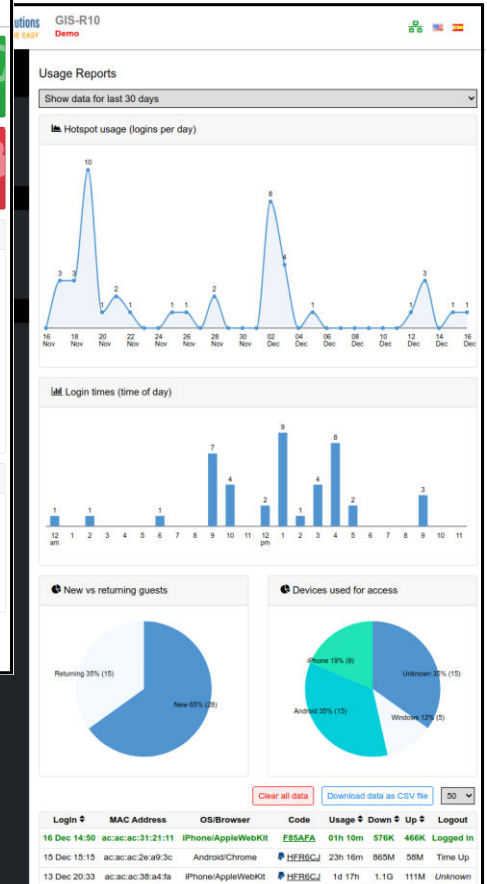 utions GIS-R10
E EASY Demo
Usage Reports
Show data for last 30 days
Hotspot usage (logins per day)
10
8
3 3 4 3
1 2 1 1 1 2 1 1 1 1
16 18 20 22 24 26 28 30 02 04 06 08 10 12 14 16
Nov Nov Nov Nov Nov Nov Nov Nov Dec Dec Dec Dec Dec Dec Dec Dec
Login times (time of day)
9
8
7
4 4
3
2 2
1 1 1 1
12 1 2 3 4 5 6 7 8 9 10 11 12 1 2 3 4 5 6 7 8 9 10 11
am pm
New vs returning guests Devices used for access
iPhone 19% (8)
Returning 35% (15) Unknown 35% (15)
New 65% (28) Android 35% (15) Windows 12% (5)
Clear all data Download data as CSV file 50
Login MAC Address OS/Browser Code Usage Down Up Logout
16 Dec 14:50 ac:ac:ac:31:21:11 iPhone/AppleWebKit F85AFA 01h 10m 576K 466K Logged in
15 Dec 15:15 ac:ac:ac:2e:a9:3c Android/Chrome HFR6CJ 23h 16m 865M 58M Time Up
13 Dec 20:33 ac:ac:ac:38:a4:fa iPhone/AppleWebKit HFR6CJ 1d 17h 1.1G 111M Unknown